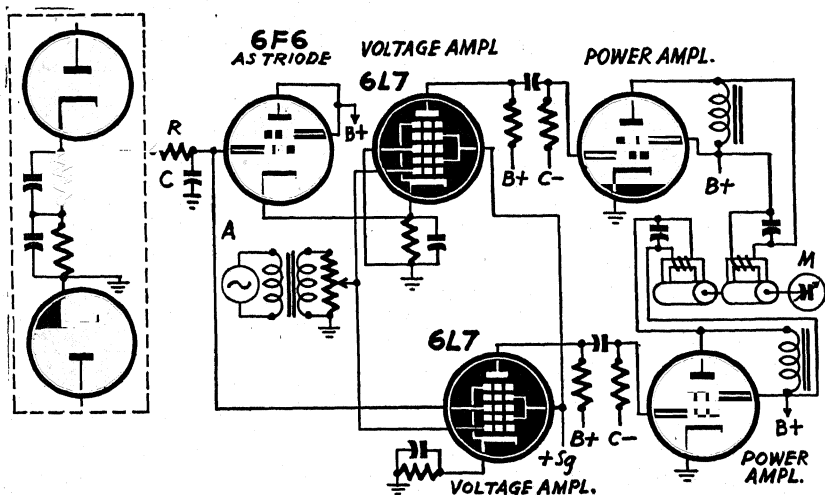 6F6
AS TRIODE
VOLTAGE AMPL
6L7
POWER AMPL.
R
C
B+
B+
C-
B+
A
M
6L7
+Sg
B+
C-
B+
VOLTAGE AMPL.
POWER
AMPL.